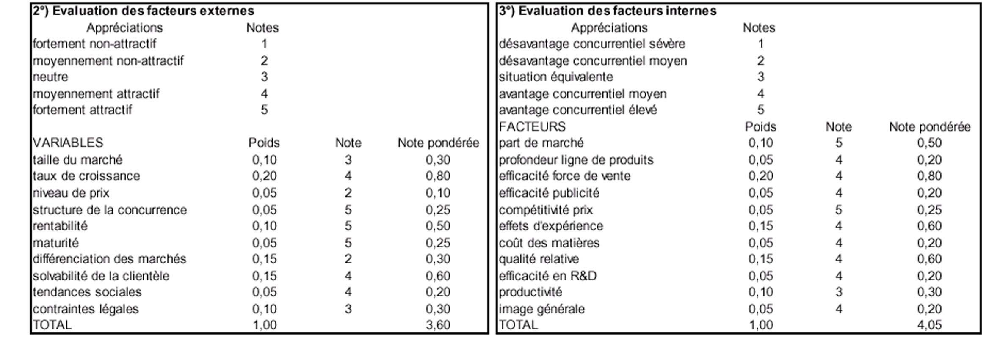 2°) Evaluation des facteurs externes
Appréciations Notes
fortement non-attractif 1
moyennement non-attractif 2
neutre 3
moyennement attractif 4
fortement attractif 5
VARIABLES Poids Note Note pondérée
taille du marché 0,10 3 0,30
taux de croissance 0,20 4 0,80
niveau de prix 0,05 2 0,10
structure de la concurrence 0,05 5 0,25
rentabilité 0,10 5 0,50
maturité 0,05 5 0,25
différenciation des marchés 0,15 2 0,30
solvabilité de la clientèle 0,15 4 0,60
tendances sociales 0,05 4 0,20
contraintes légales 0,10 3 0,30
TOTAL 1,00 3,60
3°) Evaluation des facteurs internes
Appréciations Notes
désavantage concurrentiel sévère 1
désavantage concurrentiel moyen 2
situation équivalente 3
avantage concurrentiel moyen 4
avantage concurrentiel élevé 5
FACTEURS Poids Note Note pondérée
part de marché 0,10 5 0,50
profondeur ligne de produits 0,05 4 0,20
efficacité force de vente 0,20 4 0,80
efficacité publicité 0,05 4 0,20
compétitivité prix 0,05 5 0,25
effets d'expérience 0,15 4 0,60
coût des matières 0,05 4 0,20
qualité relative 0,15 4 0,60
efficacité en R&D 0,05 4 0,20
productivité 0,10 3 0,30
image générale 0,05 4 0,20
TOTAL 1,00 4,05